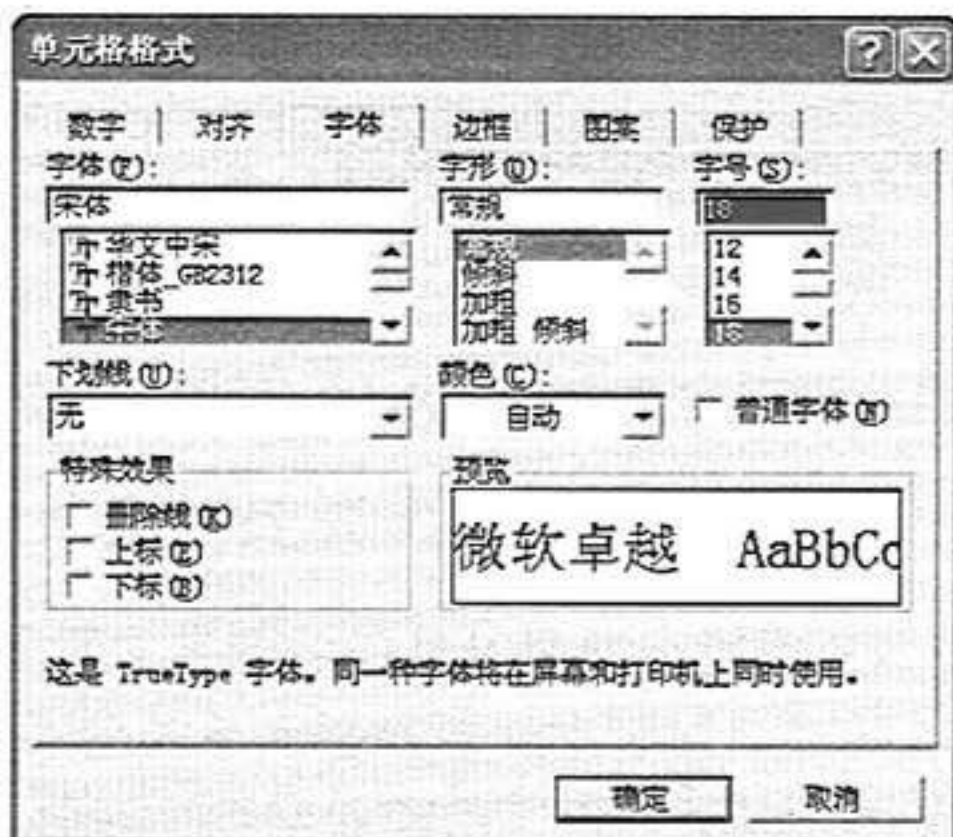 单元格格式
数字 对齐 字体 边框 图案 保护
字体(F): 字形(O): 字号(S):
宋体 常规 18
华文中宋 常规 12
楷体_GB2312 倾斜 14
隶书 加粗 16
宋体 加粗 倾斜 18
下划线(U): 颜色(C):
无 自动 普通字体(N)
特殊效果 预览
删除线(K)
上标(E)
下标(B)
微软卓越 AaBbCc
这是 TrueType 字体。同一种字体将在屏幕和打印机上同时使用。
确定 取消